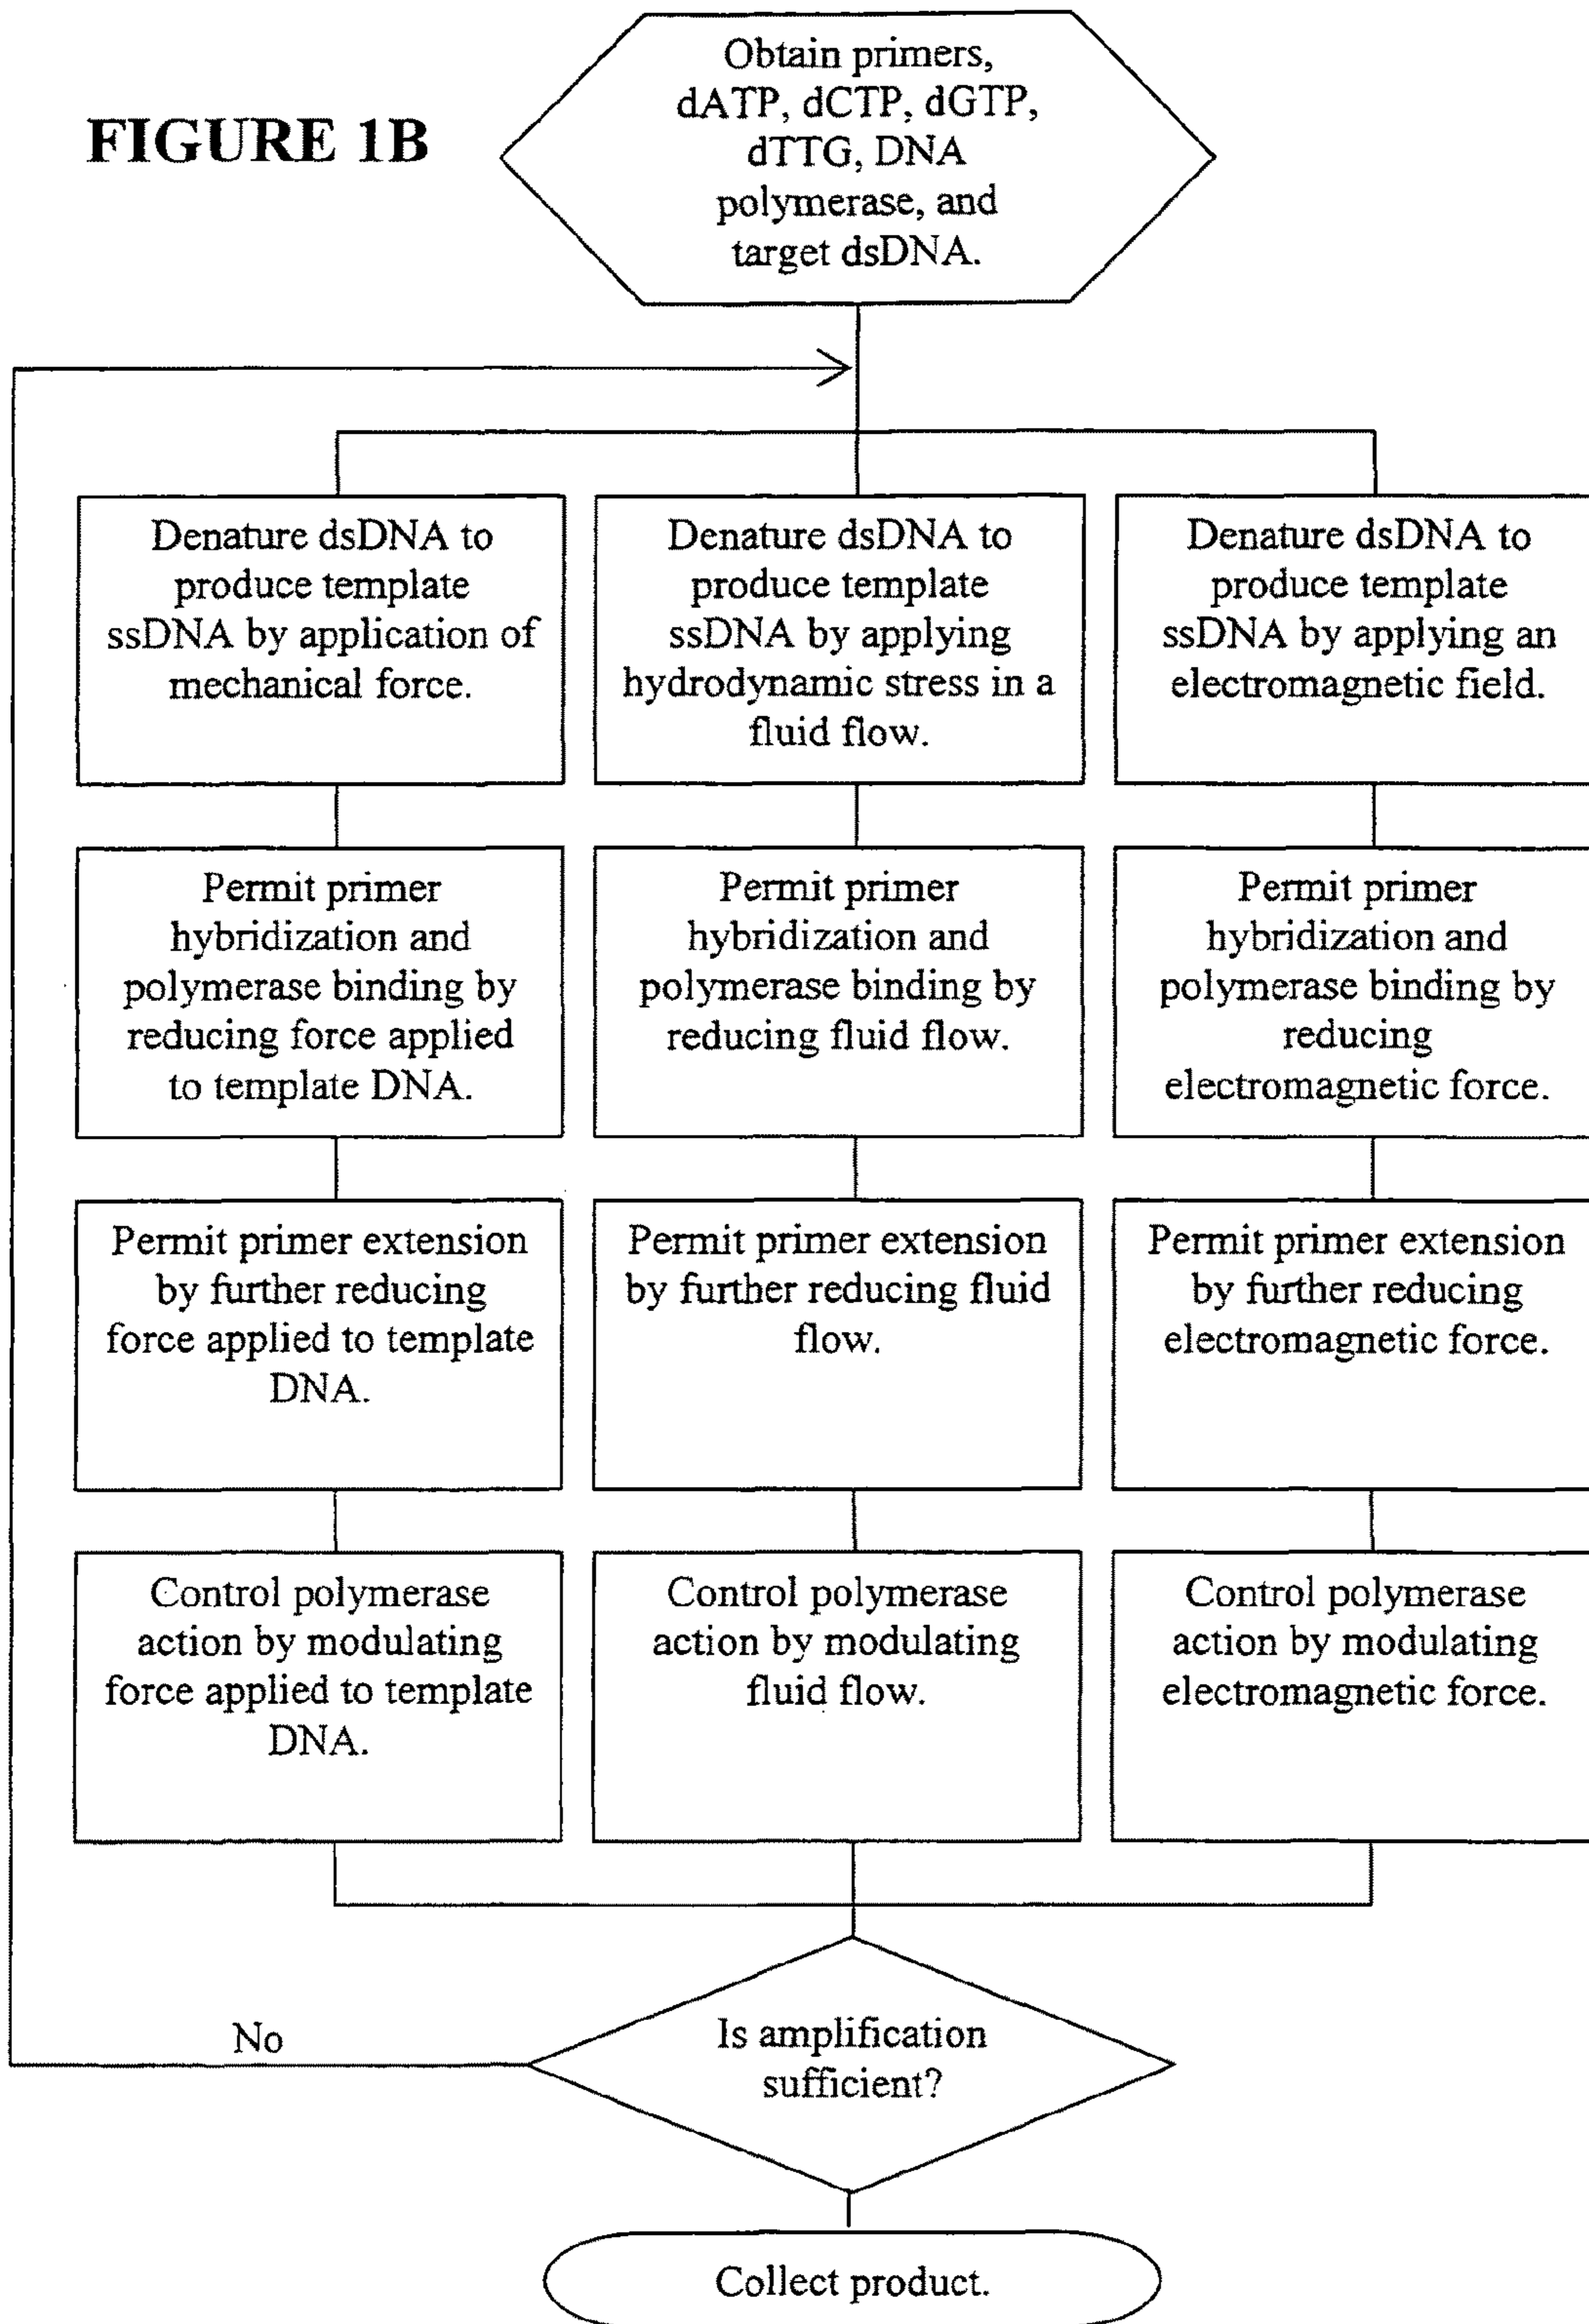 FIGURE 1B
Obtain primers,
dATP, dCTP, dGTP,
dTTG, DNA
polymerase, and
target dsDNA.
Denature dsDNA to
produce template
ssDNA by application of
mechanical force.
Denature dsDNA to
produce template
ssDNA by applying
hydrodynamic stress in a
fluid flow.
Denature dsDNA to
produce template
ssDNA by applying an
electromagnetic field.
Permit primer
hybridization and
polymerase binding by
reducing force applied
to template DNA.
Permit primer
hybridization and
polymerase binding by
reducing fluid flow.
Permit primer
hybridization and
polymerase binding by
reducing
electromagnetic force.
Permit primer extension
by further reducing
force applied to template
DNA.
Permit primer extension
by further reducing fluid
flow.
Permit primer extension
by further reducing
electromagnetic force.
Control polymerase
action by modulating
force applied to template
DNA.
Control polymerase
action by modulating
fluid flow.
Control polymerase
action by modulating
electromagnetic force.
No
Is amplification
sufficient?
Collect product.